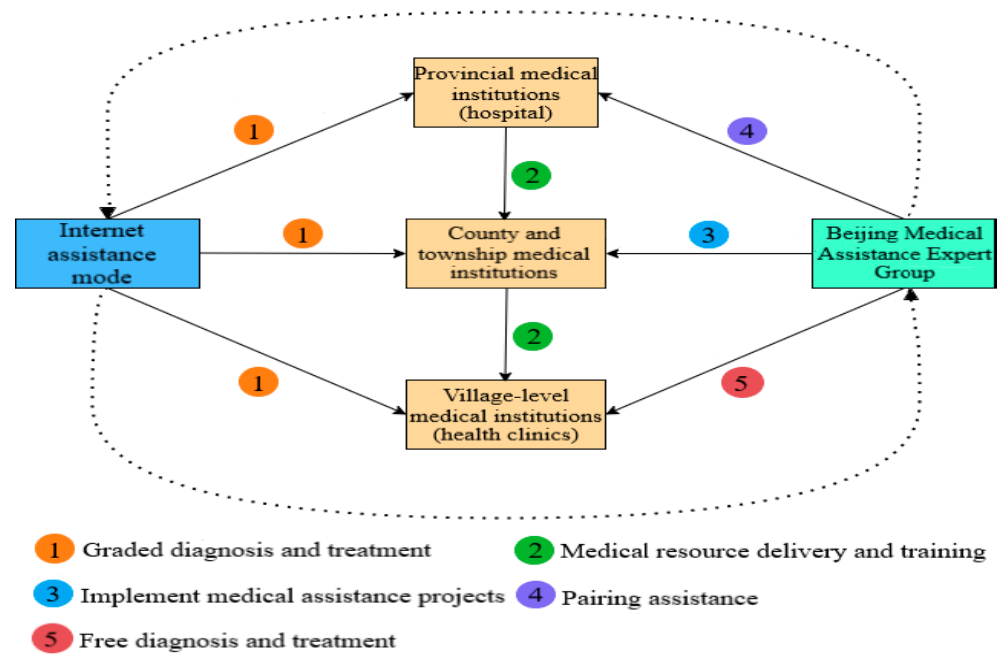 Provincial medical
institutions
(hospital)
1
4
2
Internet
assistance
mode
1
County and
township medical
institutions
3
Beijing Medical
Assistance Expert
Group
2
1
5
Village-level
medical institutions
(health clinics)
1 Graded diagnosis and treatment
2 Medical resource delivery and training
3 Implement medical assistance projects
4 Pairing assistance
5 Free diagnosis and treatment